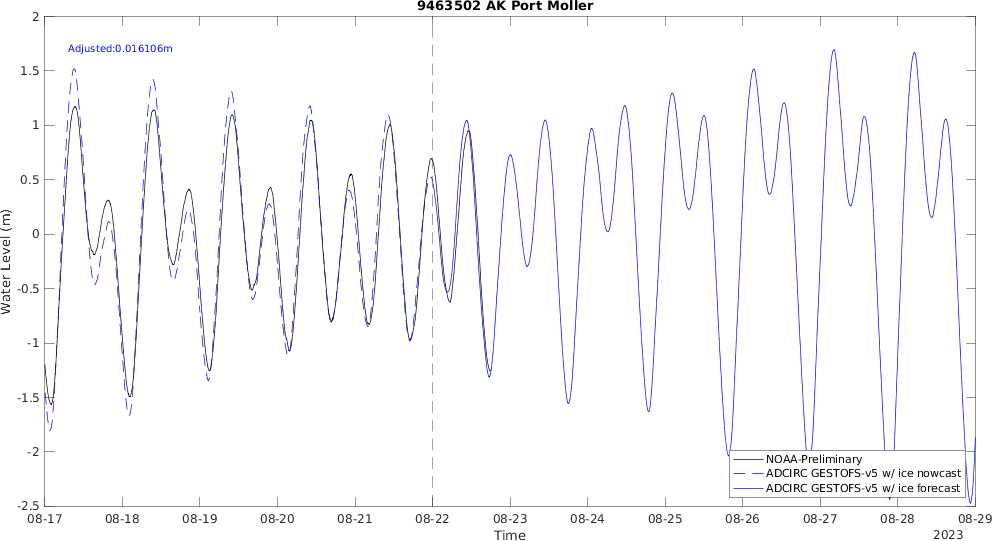 9463502 AK Port Moller
Adjusted:0.016106m
2
1.5
1
0.5
0
-0.5
-1
-1.5
-2
-2.5
Water Level (m)
NOAA-Preliminary
ADCIRC GESTOFS-v5 w/ ice nowcast
ADCIRC GESTOFS-v5 w/ ice forecast
08-17 08-18 08-19 08-20 08-21 08-22 08-23 08-24 08-25 08-26 08-27 08-28 08-29
Time
2023